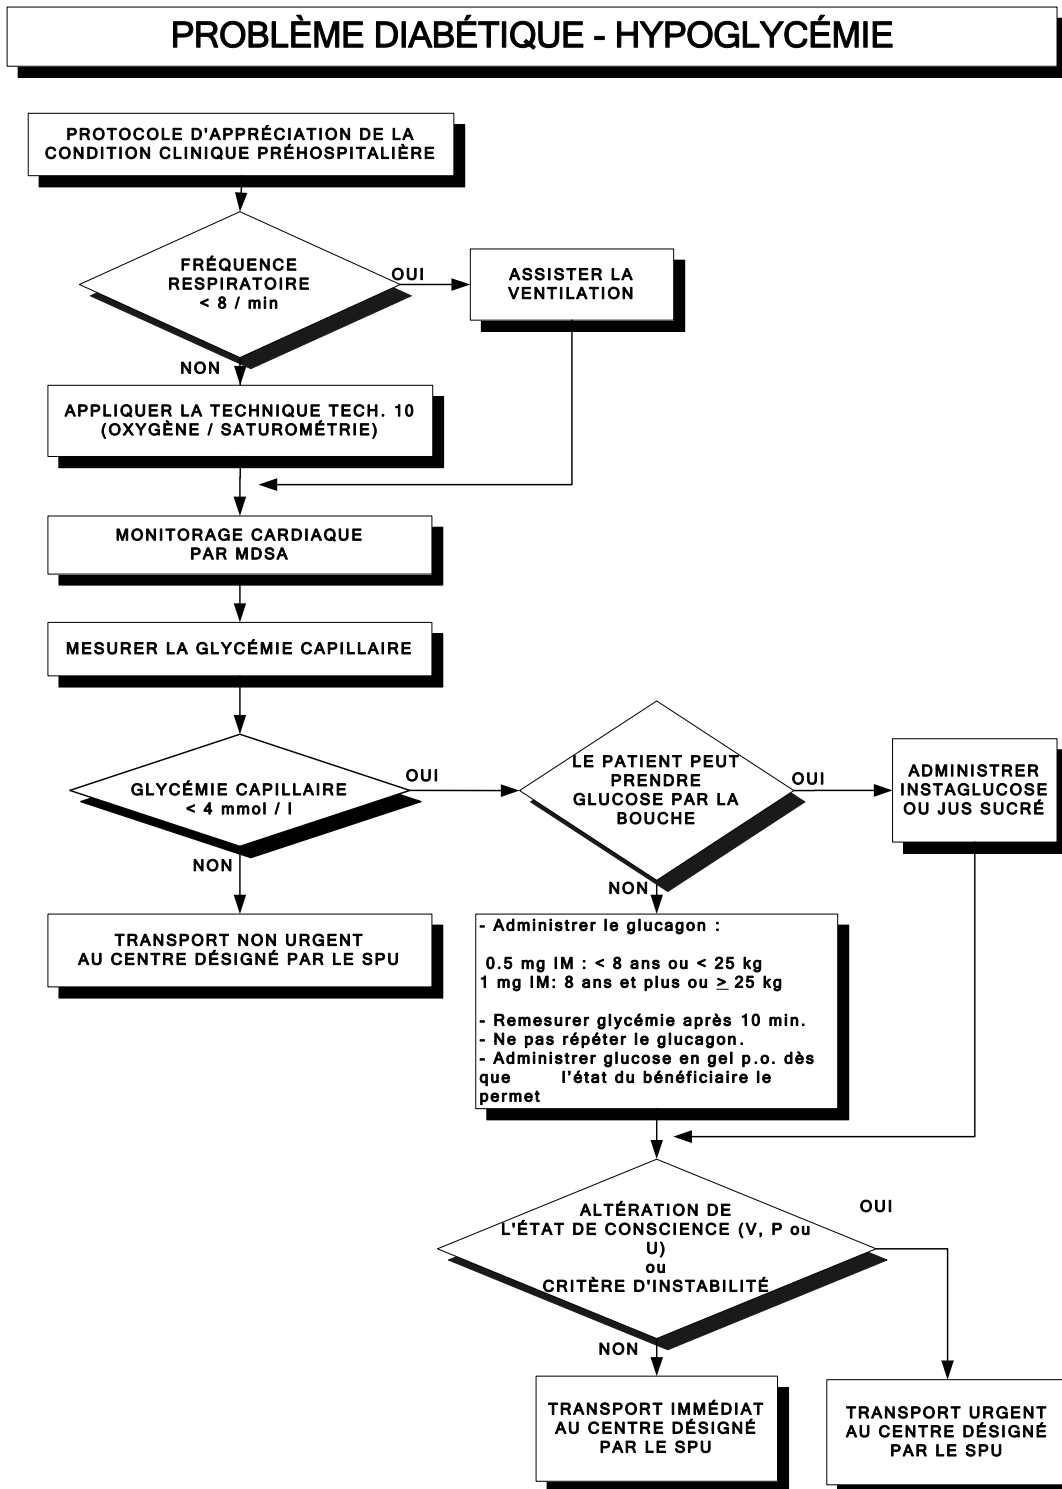 PROBLÈME DIABÉTIQUE - HYPOGLYCÉMIE
PROTOCOLE D'APPRÉCIATION DE LA
CONDITION CLINIQUE PRÉHOSPITALIÈRE
FRÉQUENCE
RESPIRATOIRE
< 8 / min
OUI
ASSISTER LA
VENTILATION
NON
APPLIQUER LA TECHNIQUE TECH. 10
(OXYGÈNE / SATUROMÉTRIE)
MONITORAGE CARDIAQUE
PAR MDSA
MESURER LA GLYCÉMIE CAPILLAIRE
GLYCÉMIE CAPILLAIRE
< 4 mmol / l
OUI
LE PATIENT PEUT
PRENDRE
GLUCOSE PAR LA
BOUCHE
OUI
ADMINISTRER
INSTAGLUCOSE
OU JUS SUCRÉ
NON
TRANSPORT NON URGENT
AU CENTRE DÉSIGNÉ PAR LE SPU
NON
- Administrer le glucagon :
0.5 mg IM : < 8 ans ou < 25 kg
1 mg IM: 8 ans et plus ou ≥ 25 kg
- Remesurer glycémie après 10 min.
- Ne pas répéter le glucagon.
- Administrer glucose en gel p.o. dès
que l'état du bénéficiaire le
permet
ALTÉRATION DE
L'ÉTAT DE CONSCIENCE (V, P ou
U)
ou
CRITÈRE D'INSTABILITÉ
OUI
NON
TRANSPORT IMMÉDIAT
AU CENTRE DÉSIGNÉ
PAR LE SPU
TRANSPORT URGENT
AU CENTRE DÉSIGNÉ
PAR LE SPU